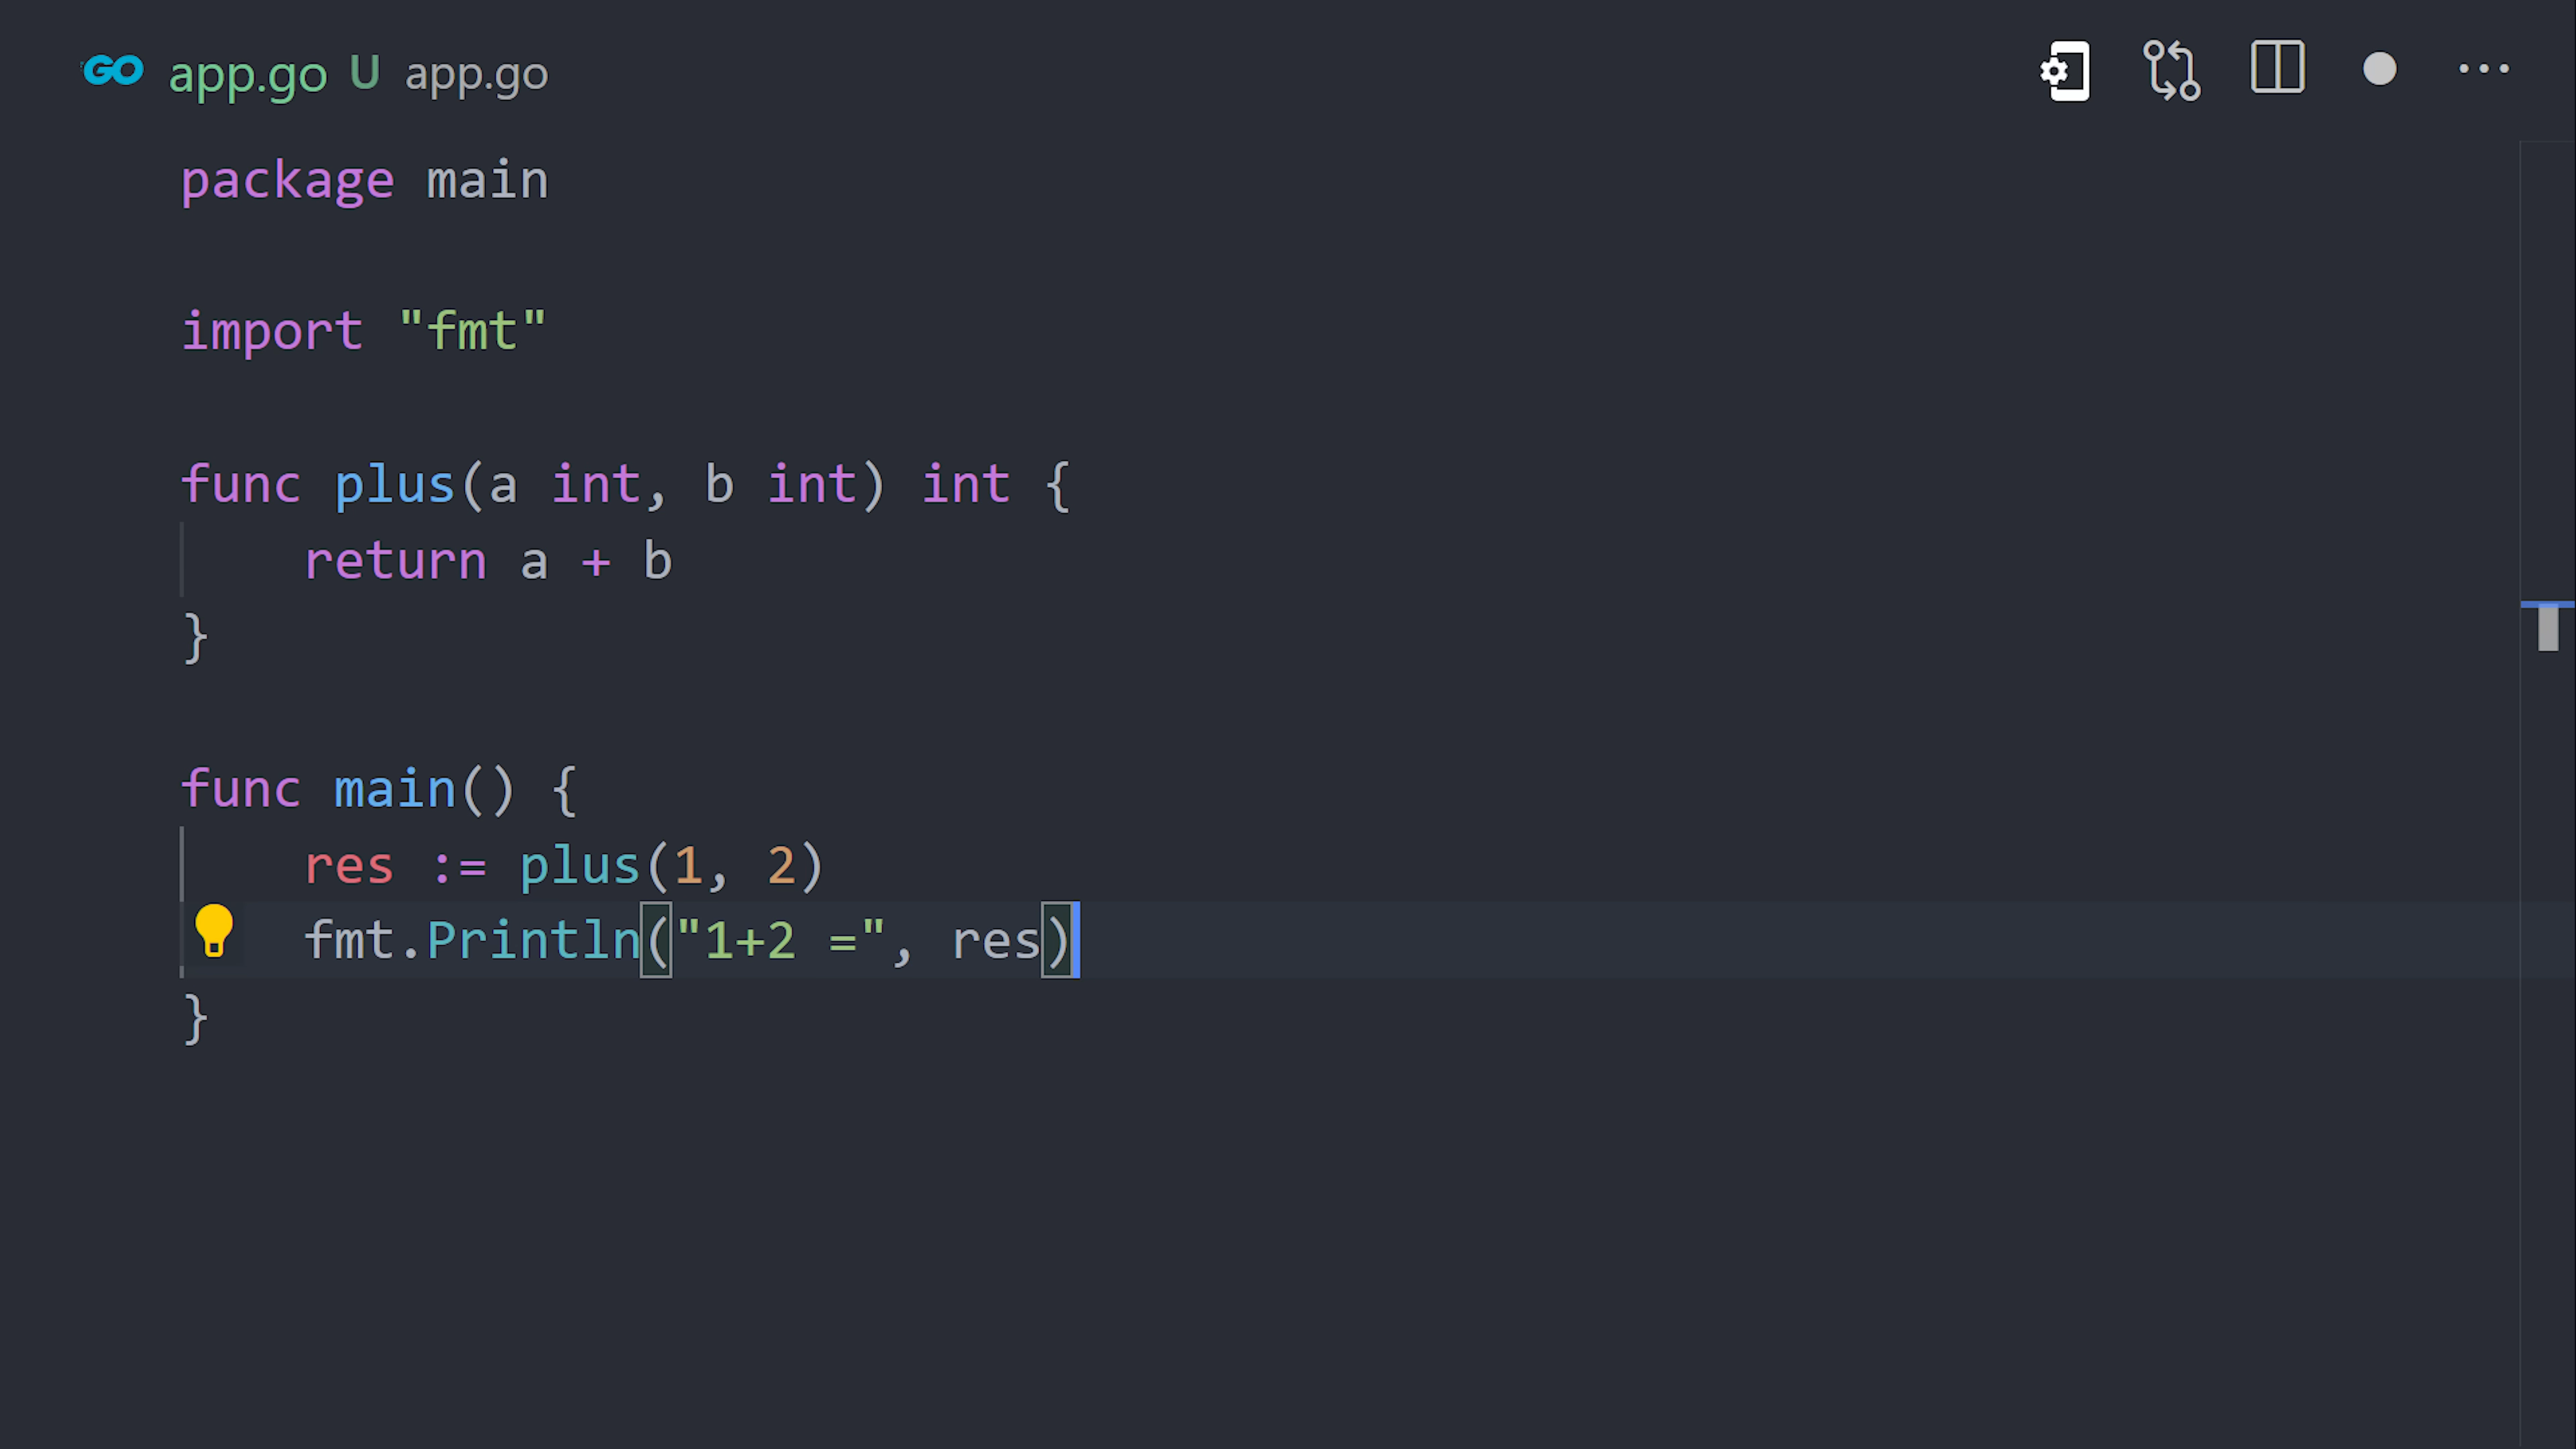 GO app.go U app.go
package main
import "fmt"
func plus(a int, b int) int {
return a + b
}
func main() {
res := plus(1, 2)
fmt.Println("1+2 =", res)
}